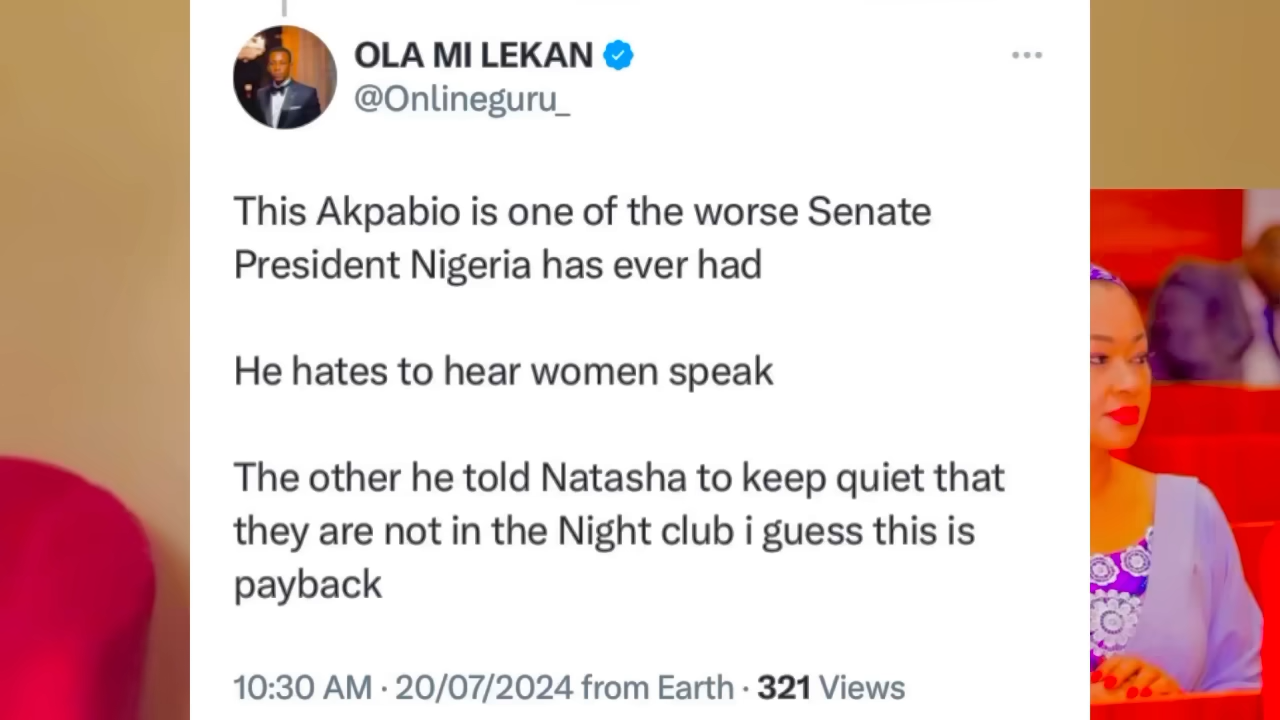 OLA MI LEKAN
@Onlineguru_
This Akpabio is one of the worse Senate
President Nigeria has ever had
He hates to hear women speak
The other he told Natasha to keep quiet that
they are not in the Night club i guess this is
payback
10:30 AM · 20/07/2024 from Earth · 321 Views